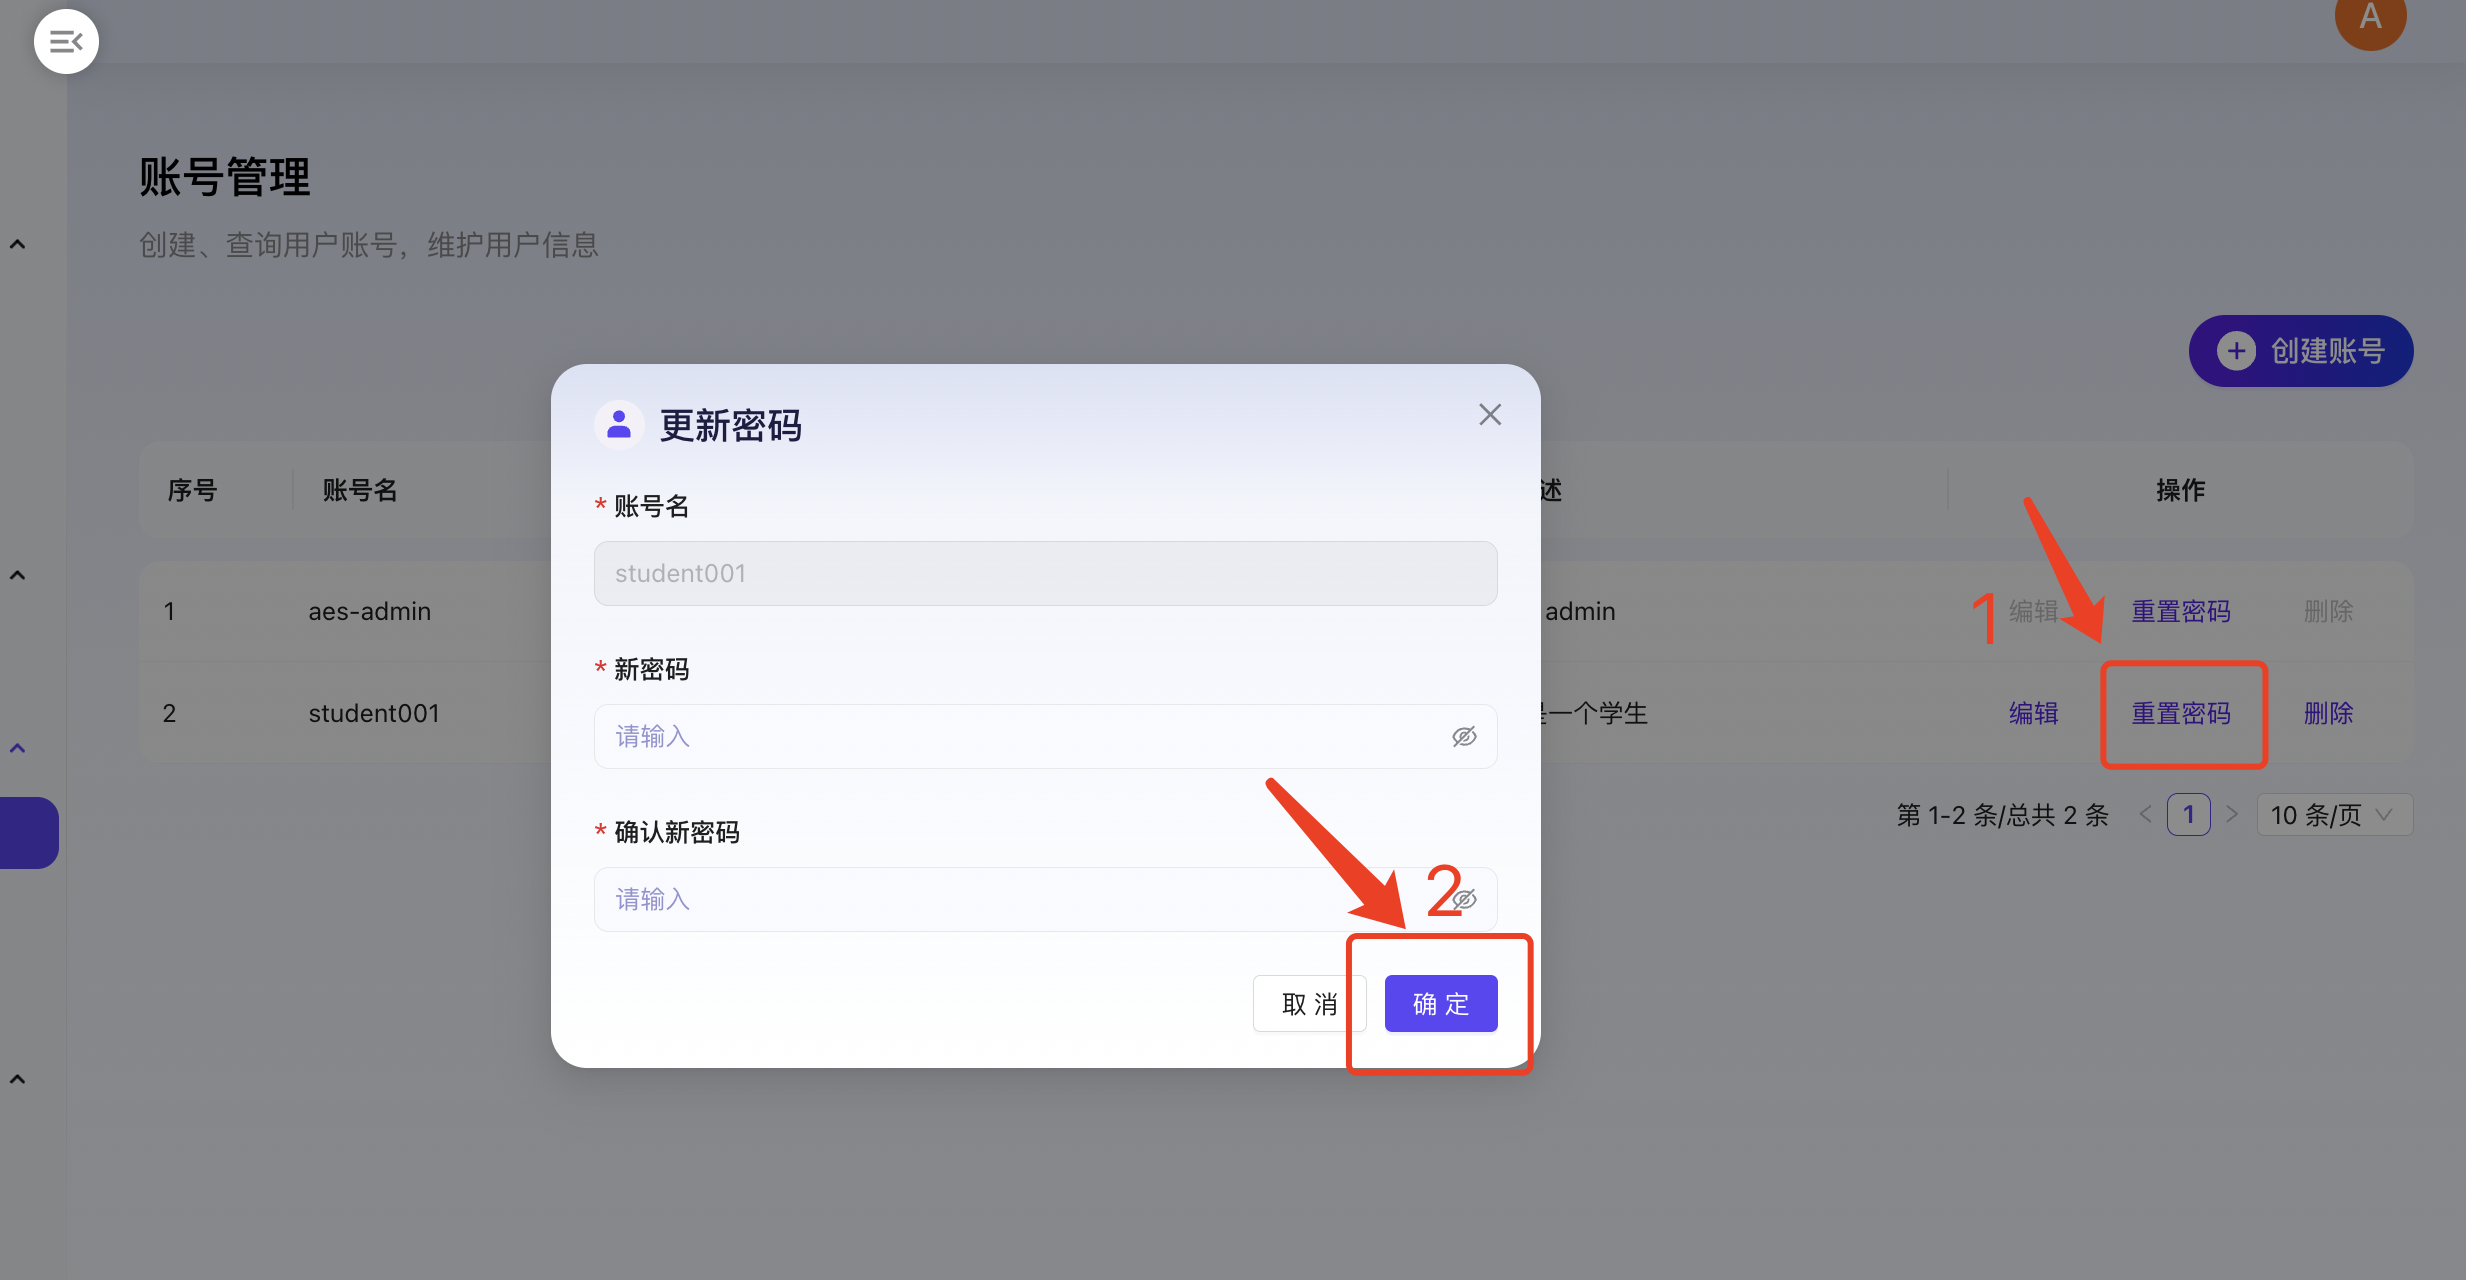 A
账号管理
创建、查询用户账号，维护用户信息
创建账号
更新密码
序号 账号名 述 操作
* 账号名
student001
1 aes-admin admin 1 编辑 重置密码 删除
* 新密码
2 student001 是一个学生 编辑 重置密码 删除
请输入
第 1-2 条/总共 2 条 1 10 条/页
* 确认新密码
请输入 2
取 消 确 定